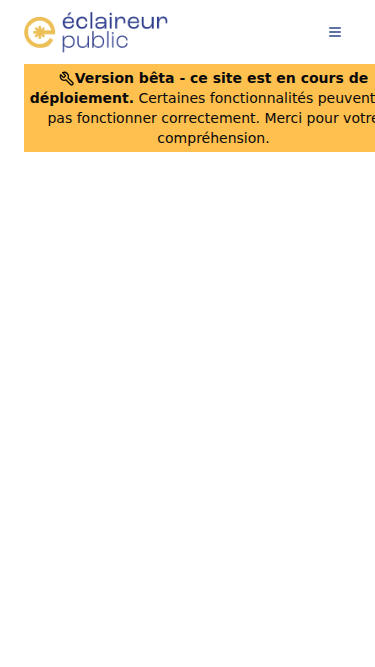 éclaireur
public
Version bêta - ce site est en cours de
déploiement. Certaines fonctionnalités peuvent
pas fonctionner correctement. Merci pour votre
compréhension.